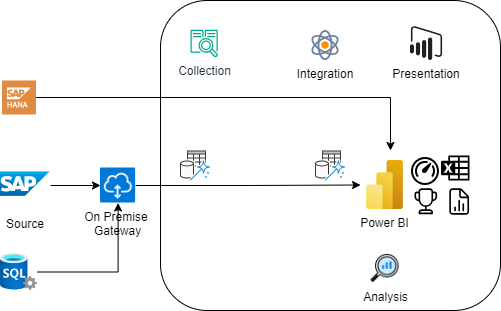 Collection
Integration
Presentation
SAP
HANA
SAP
X
Source
On Premise
Gateway
Power BI
SQL
Analysis